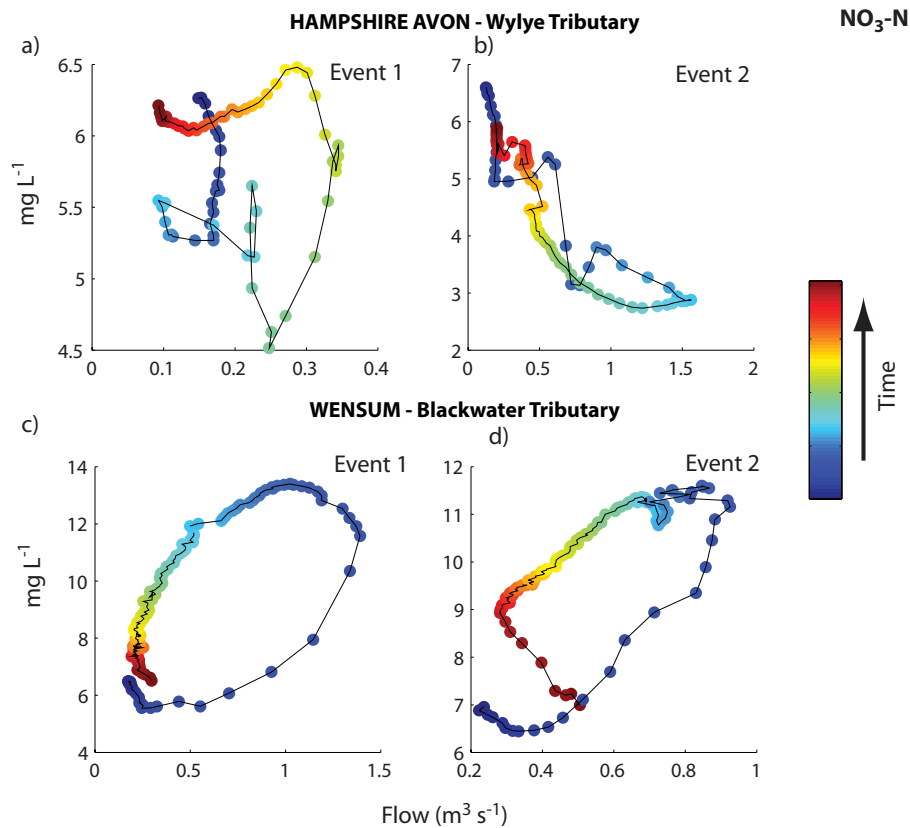 HAMPSHIRE AVON - Wylye Tributary
NO3-N
a)
b)
Event 1
Event 2
6.5
6
5.5
5
4.5
mg L-1
0
0.1
0.2
0.3
0.4
7
6
5
4
3
2
0
0.5
1
1.5
2
Time
WENSUM - Blackwater Tributary
c)
d)
Event 1
Event 2
14
12
10
8
6
4
mg L-1
0
0.5
1
1.5
12
11
10
9
8
7
6
0.2
0.4
0.6
0.8
1
Flow (m3 s-1)